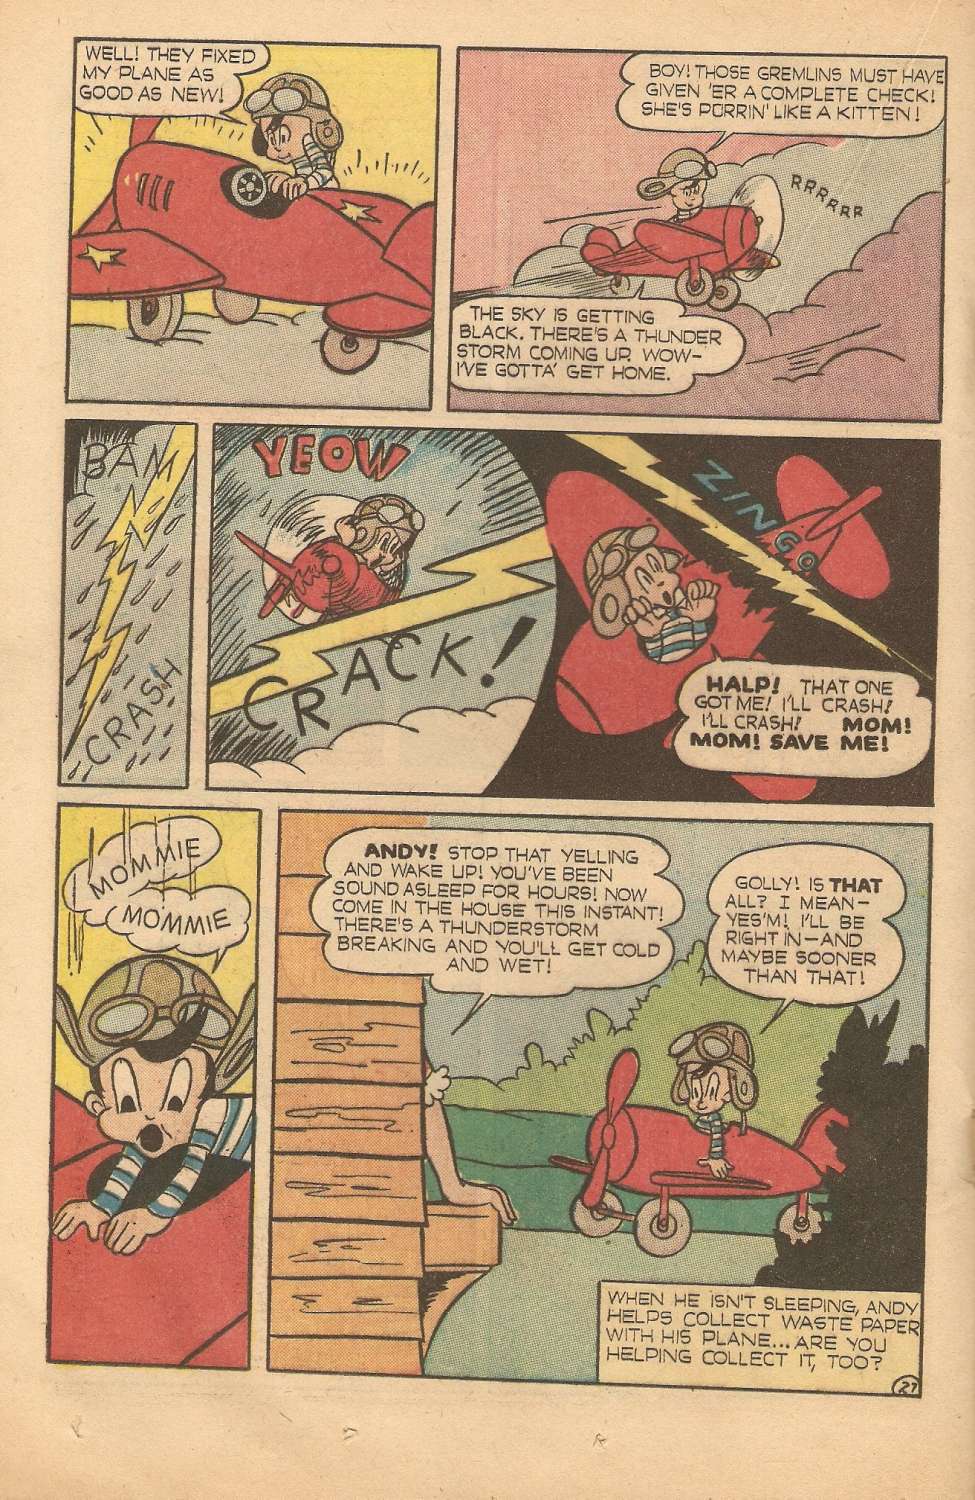 WELL! THEY FIXED
MY PLANE AS
GOOD AS NEW!
BOY! THOSE GREMLINS MUST HAVE
GIVEN 'ER A COMPLETE CHECK!
SHE'S PURRIN' LIKE A KITTEN!
RRRRRR
THE SKY IS GETTING
BLACK. THERE'S A THUNDER
STORM COMING UP. WOW—
I'VE GOTTA' GET HOME.
BAM
CRASH
YEOW
CRACK!
ZINGO
HALP! THAT ONE
GOT ME! I'LL CRASH!
I'LL CRASH! MOM!
MOM! SAVE ME!
MOMMIE
MOMMIE
ANDY! STOP THAT YELLING
AND WAKE UP! YOU'VE BEEN
SOUND ASLEEP FOR HOURS! NOW
COME IN THE HOUSE THIS INSTANT!
THERE'S A THUNDERSTORM
BREAKING AND YOU'LL GET COLD
AND WET!
GOLLY! IS THAT
ALL? I MEAN—
YES'M! I'LL BE
RIGHT IN—AND
MAYBE SOONER
THAN THAT!
WHEN HE ISN'T SLEEPING, ANDY
HELPS COLLECT WASTE PAPER
WITH HIS PLANE... ARE YOU
HELPING COLLECT IT, TOO?
27